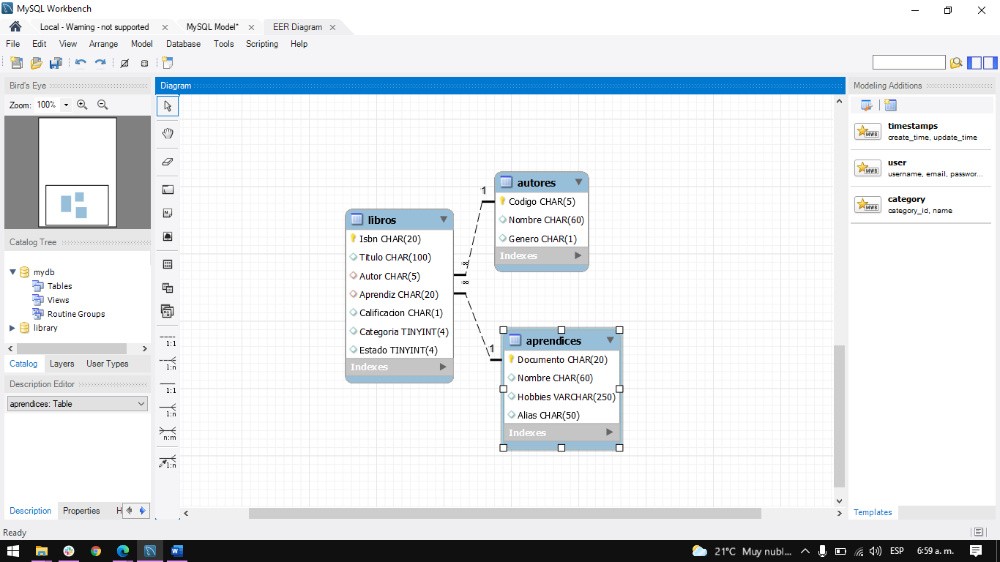 MySQL Workbench
Local - Warning - not supported
MySQL Model*
EER Diagram
File Edit View Arrange Model Database Tools Scripting Help
Bird's Eye
Zoom: 100%
Catalog Tree
mydb
Tables
Views
Routine Groups
library
Catalog Layers User Types
Description Editor
aprendices: Table
Description Properties H
Diagram
1:1
1:n
1:1
1:n
n:m
1:n
libros
Isbn CHAR(20)
Titulo CHAR(100)
Autor CHAR(5)
Aprendiz CHAR(20)
Calificacion CHAR(1)
Categoria TINYINT(4)
Estado TINYINT(4)
Indexes
1
∞
∞
1
autores
Codigo CHAR(5)
Nombre CHAR(60)
Genero CHAR(1)
Indexes
aprendices
Documento CHAR(20)
Nombre CHAR(60)
Hobbies VARCHAR(250)
Alias CHAR(50)
Indexes
Modeling Additions
MWB
timestamps
create_time, update_time
MWB
user
username, email, passwor...
MWB
category
category_id, name
Templates
Ready
21°C Muy nubl... ESP 6:59 a. m.